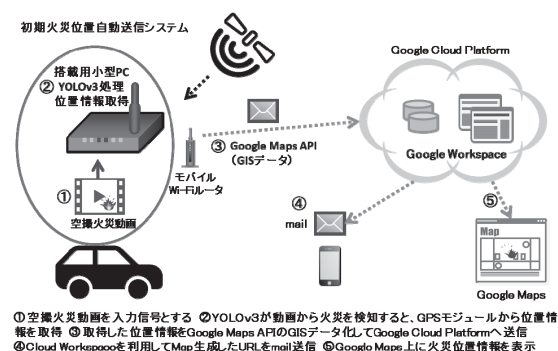 初期火災位置自動送信システム
搭載用小型PC
② YOLOv3処理
位置情報取得
①
空撮火災動画
モバイル
Wi-Fiルータ
③ Google Maps API
（GISデータ）
Google Cloud Platform
Google Workspace
④
mail
⑤
Map
Google Maps
①空撮火災動画を入力信号とする ②YOLOv3が動画から火災を検知すると、GPSモジュールから位置情
報を取得 ③取得した位置情報をGoogle Maps APIのGISデータ化してGoogle Cloud Platformへ送信
④Cloud Workspaceを利用してMap生成したURLをmail送信 ⑤Google Maps上に火災位置情報を表示